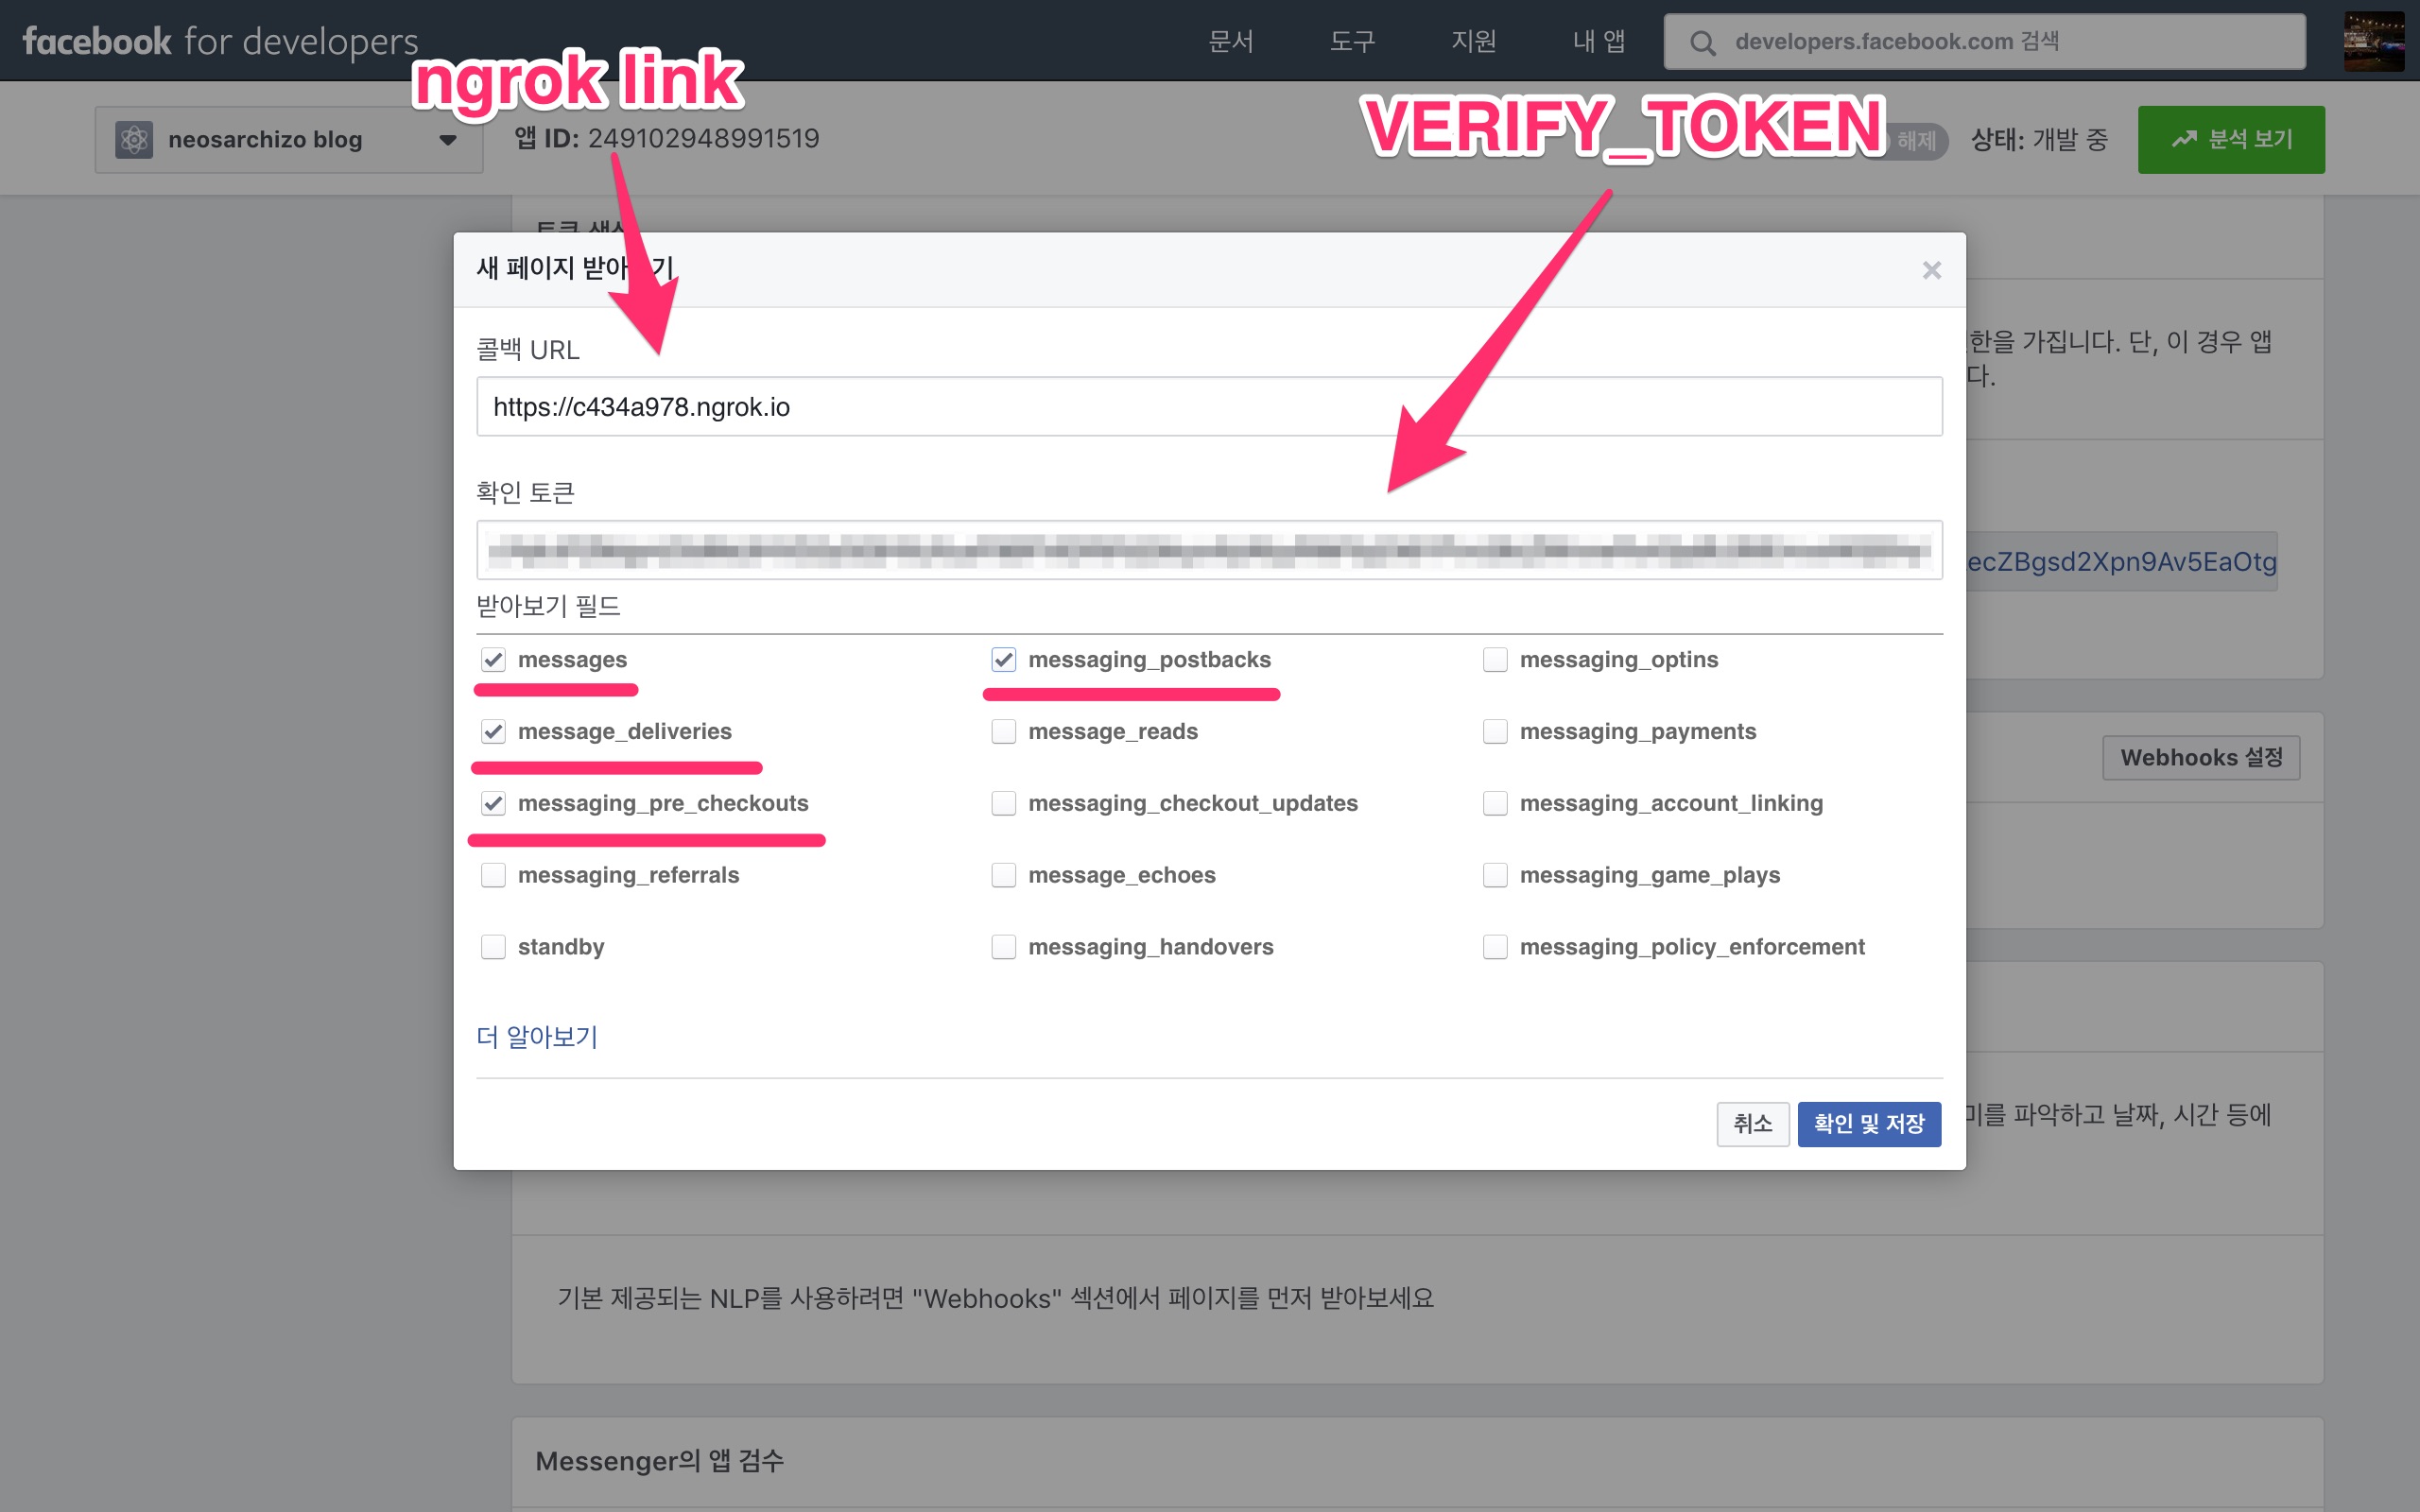 facebook for developers
문서
도구
지원
내 앱
developers.facebook.com 검색
ngrok link
VERIFY_TOKEN
neosarchizo blog
앱 ID: 249102948991519
해제
상태: 개발 중
분석 보기
새 페이지 받아 기
콜백 URL
한을 가집니다. 단, 이 경우 앱
다.
https://c434a978.ngrok.io
확인 토큰
ecZBgsd2Xpn9Av5EaOtg
받아보기 필드
messages
messaging_postbacks
messaging_optins
message_deliveries
message_reads
messaging_payments
Webhooks 설정
messaging_pre_checkouts
messaging_checkout_updates
messaging_account_linking
messaging_referrals
message_echoes
messaging_game_plays
standby
messaging_handovers
messaging_policy_enforcement
더 알아보기
취소
확인 및 저장
미를 파악하고 날짜, 시간 등에
기본 제공되는 NLP를 사용하려면 "Webhooks" 섹션에서 페이지를 먼저 받아보세요
Messenger의 앱 검수